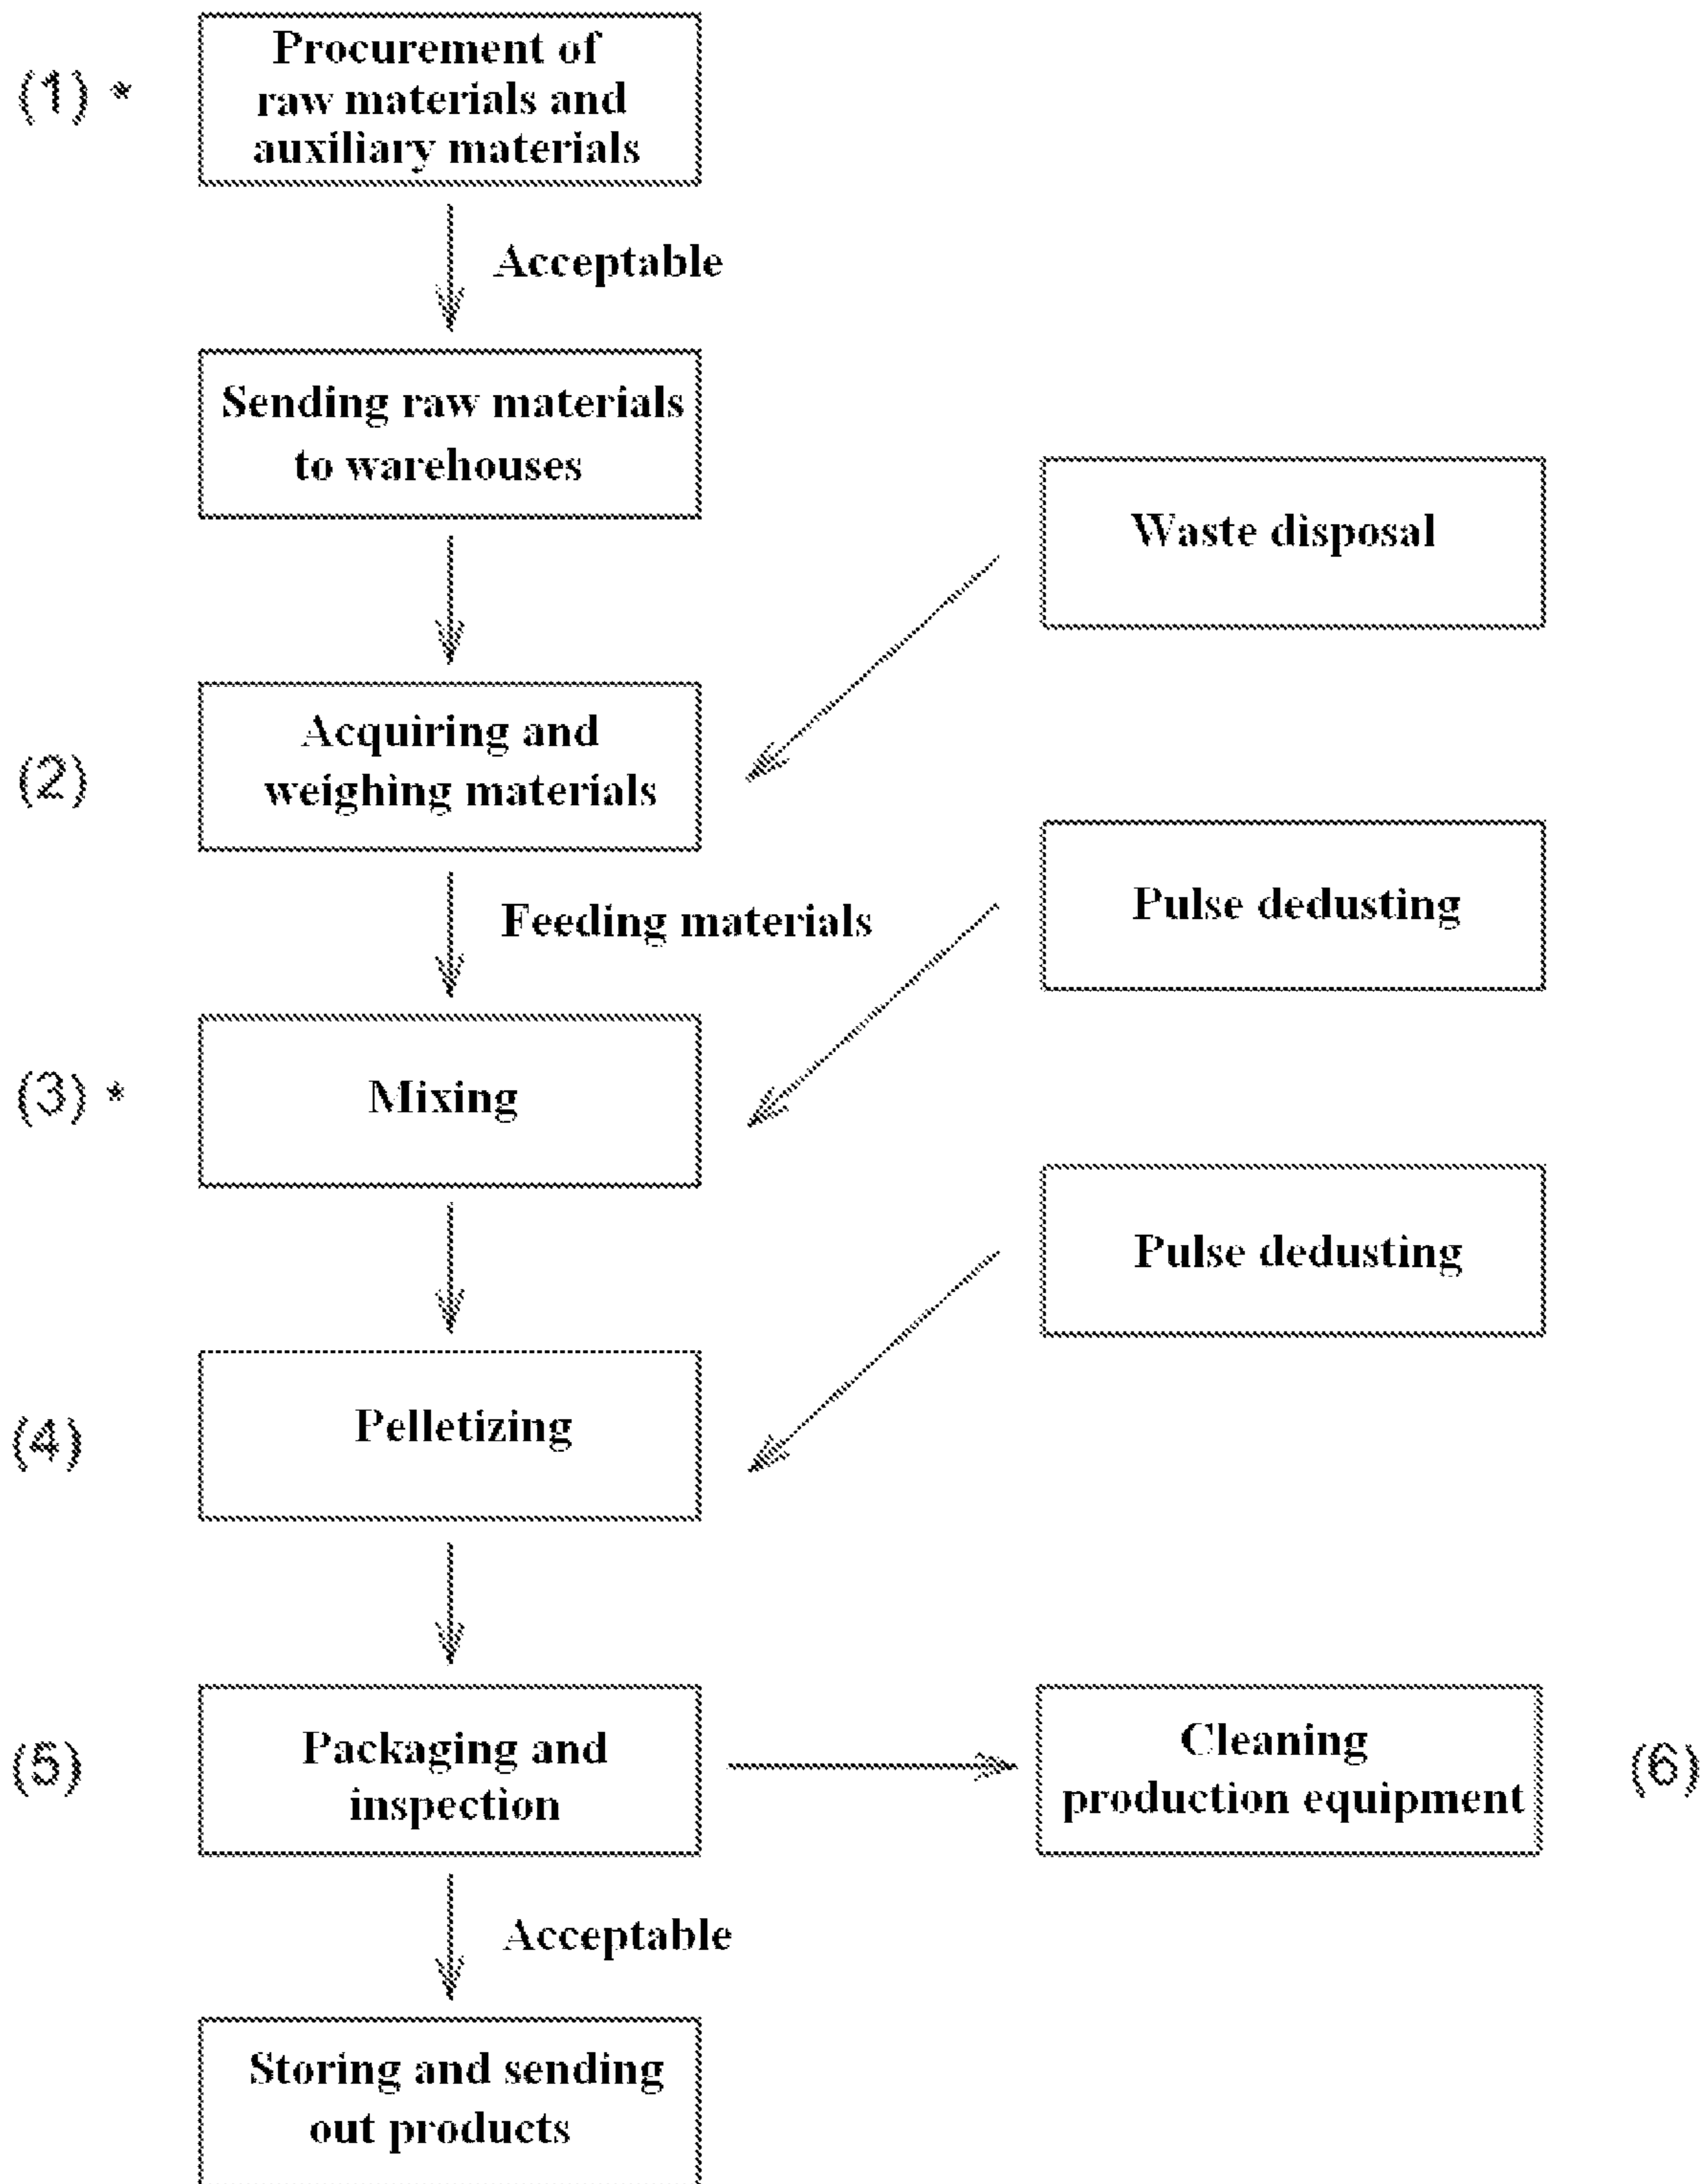 (1) *
Procurement of
raw materials and
auxiliary materials
Acceptable
Sending raw materials
to warehouses
Waste disposal
(2)
Acquiring and
weighing materials
Feeding materials
Pulse dedusting
(3) *
Mixing
Pulse dedusting
(4)
Pelletizing
(5)
Packaging and
inspection
Cleaning
production equipment
(6)
Acceptable
Storing and sending
out products